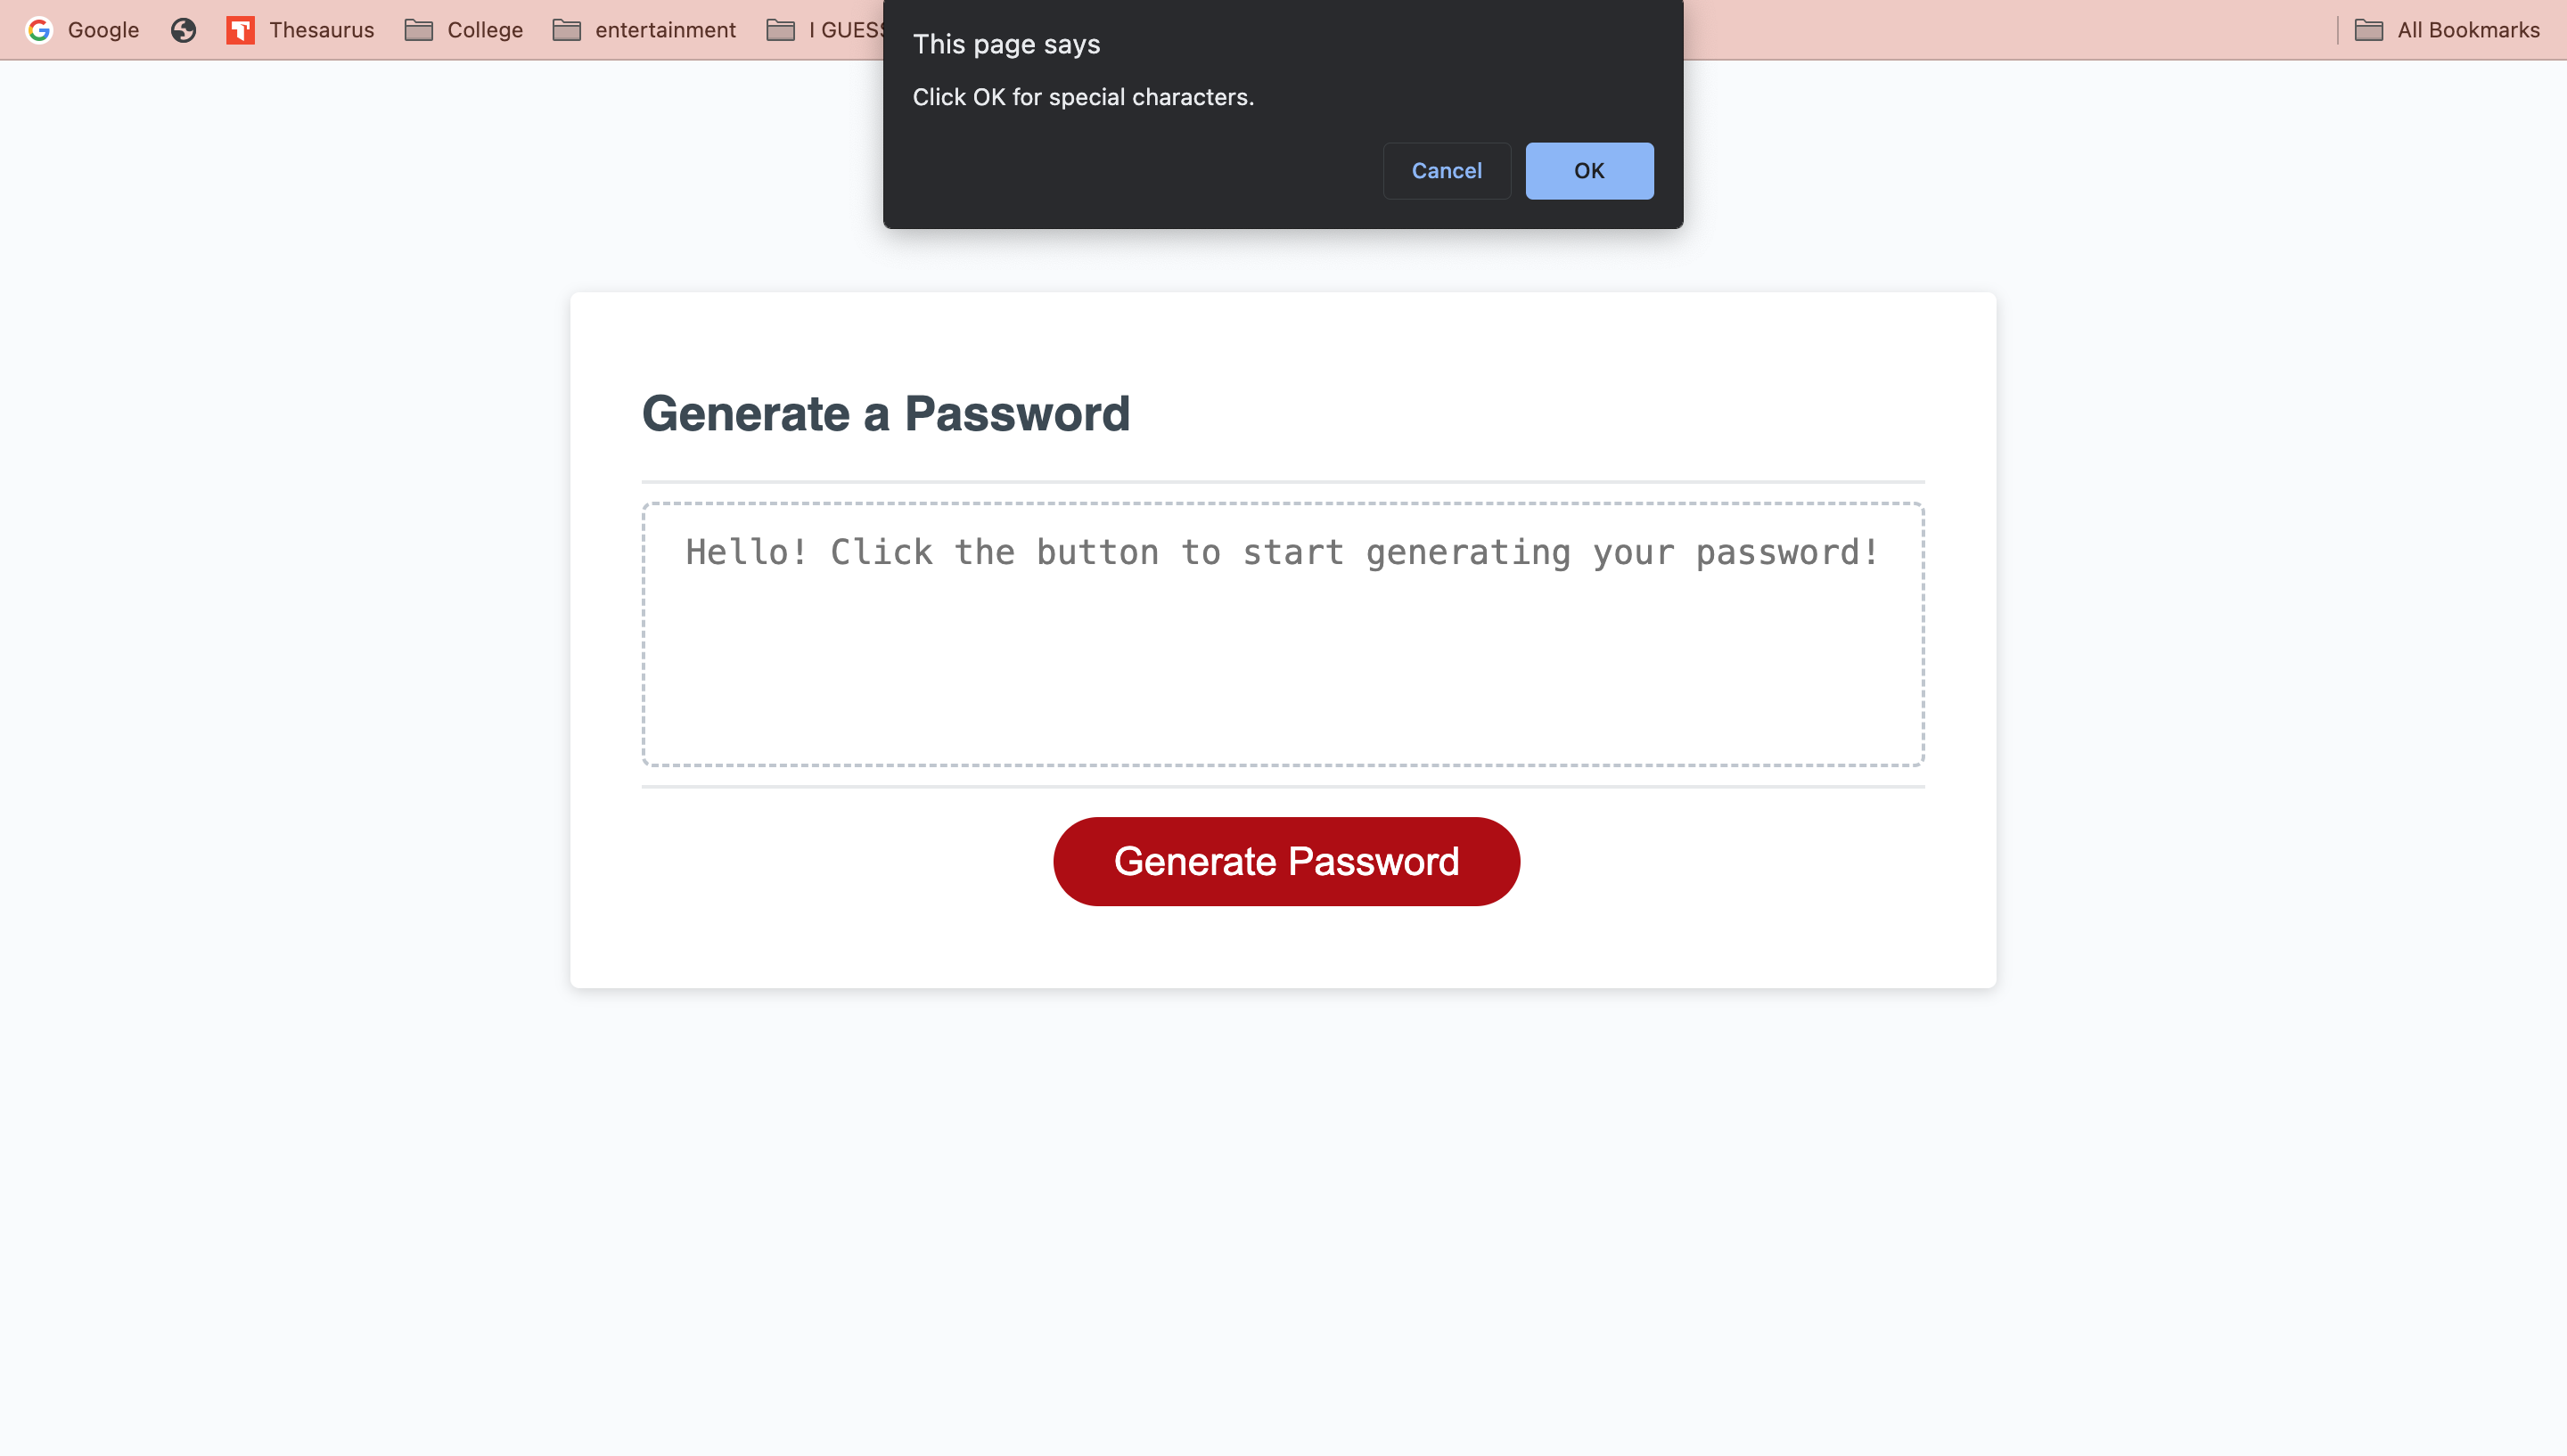 Google
Thesaurus
College
entertainment
I GUES
All Bookmarks
This page says
Click OK for special characters.
Cancel
OK
Generate a Password
Hello! Click the button to start generating your password!
Generate Password